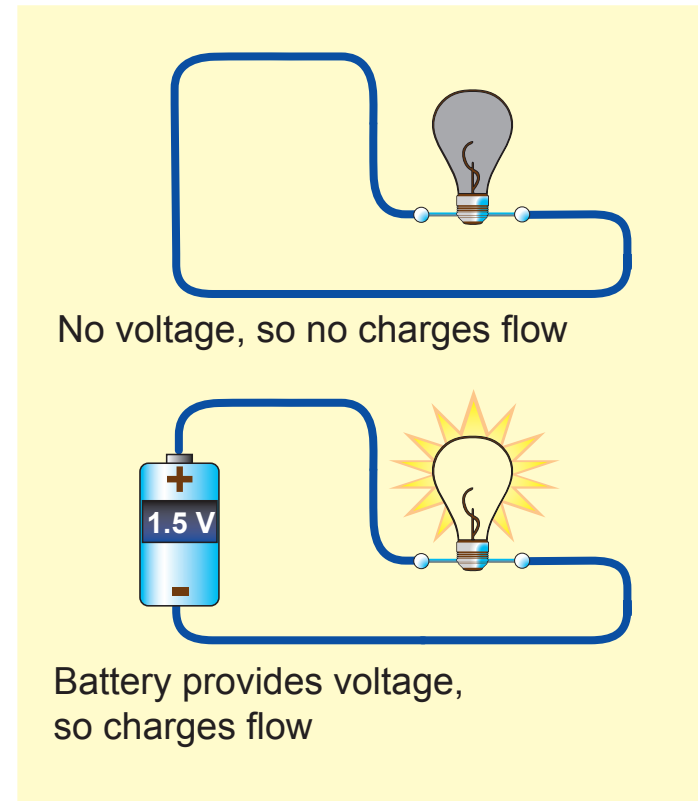 No voltage, so no charges flow
+
1.5 V
-
Battery provides voltage,
so charges flow